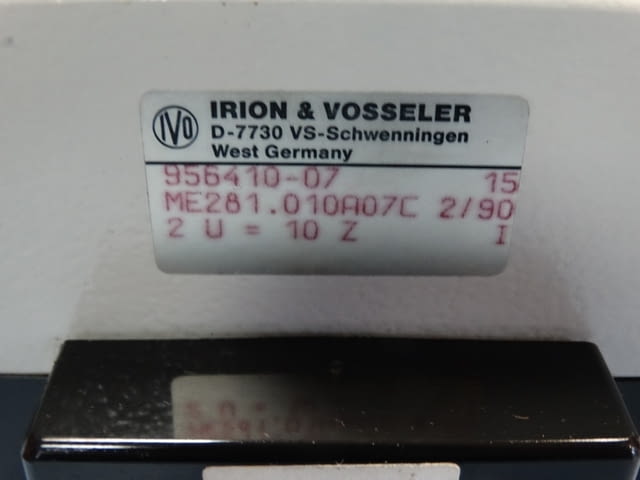 IVO
IRION & VOSSELER
D-7730 VS-Schwenningen
West Germany
956410-07 15
ME281.010A07C 2/90
2 U = 10 Z I